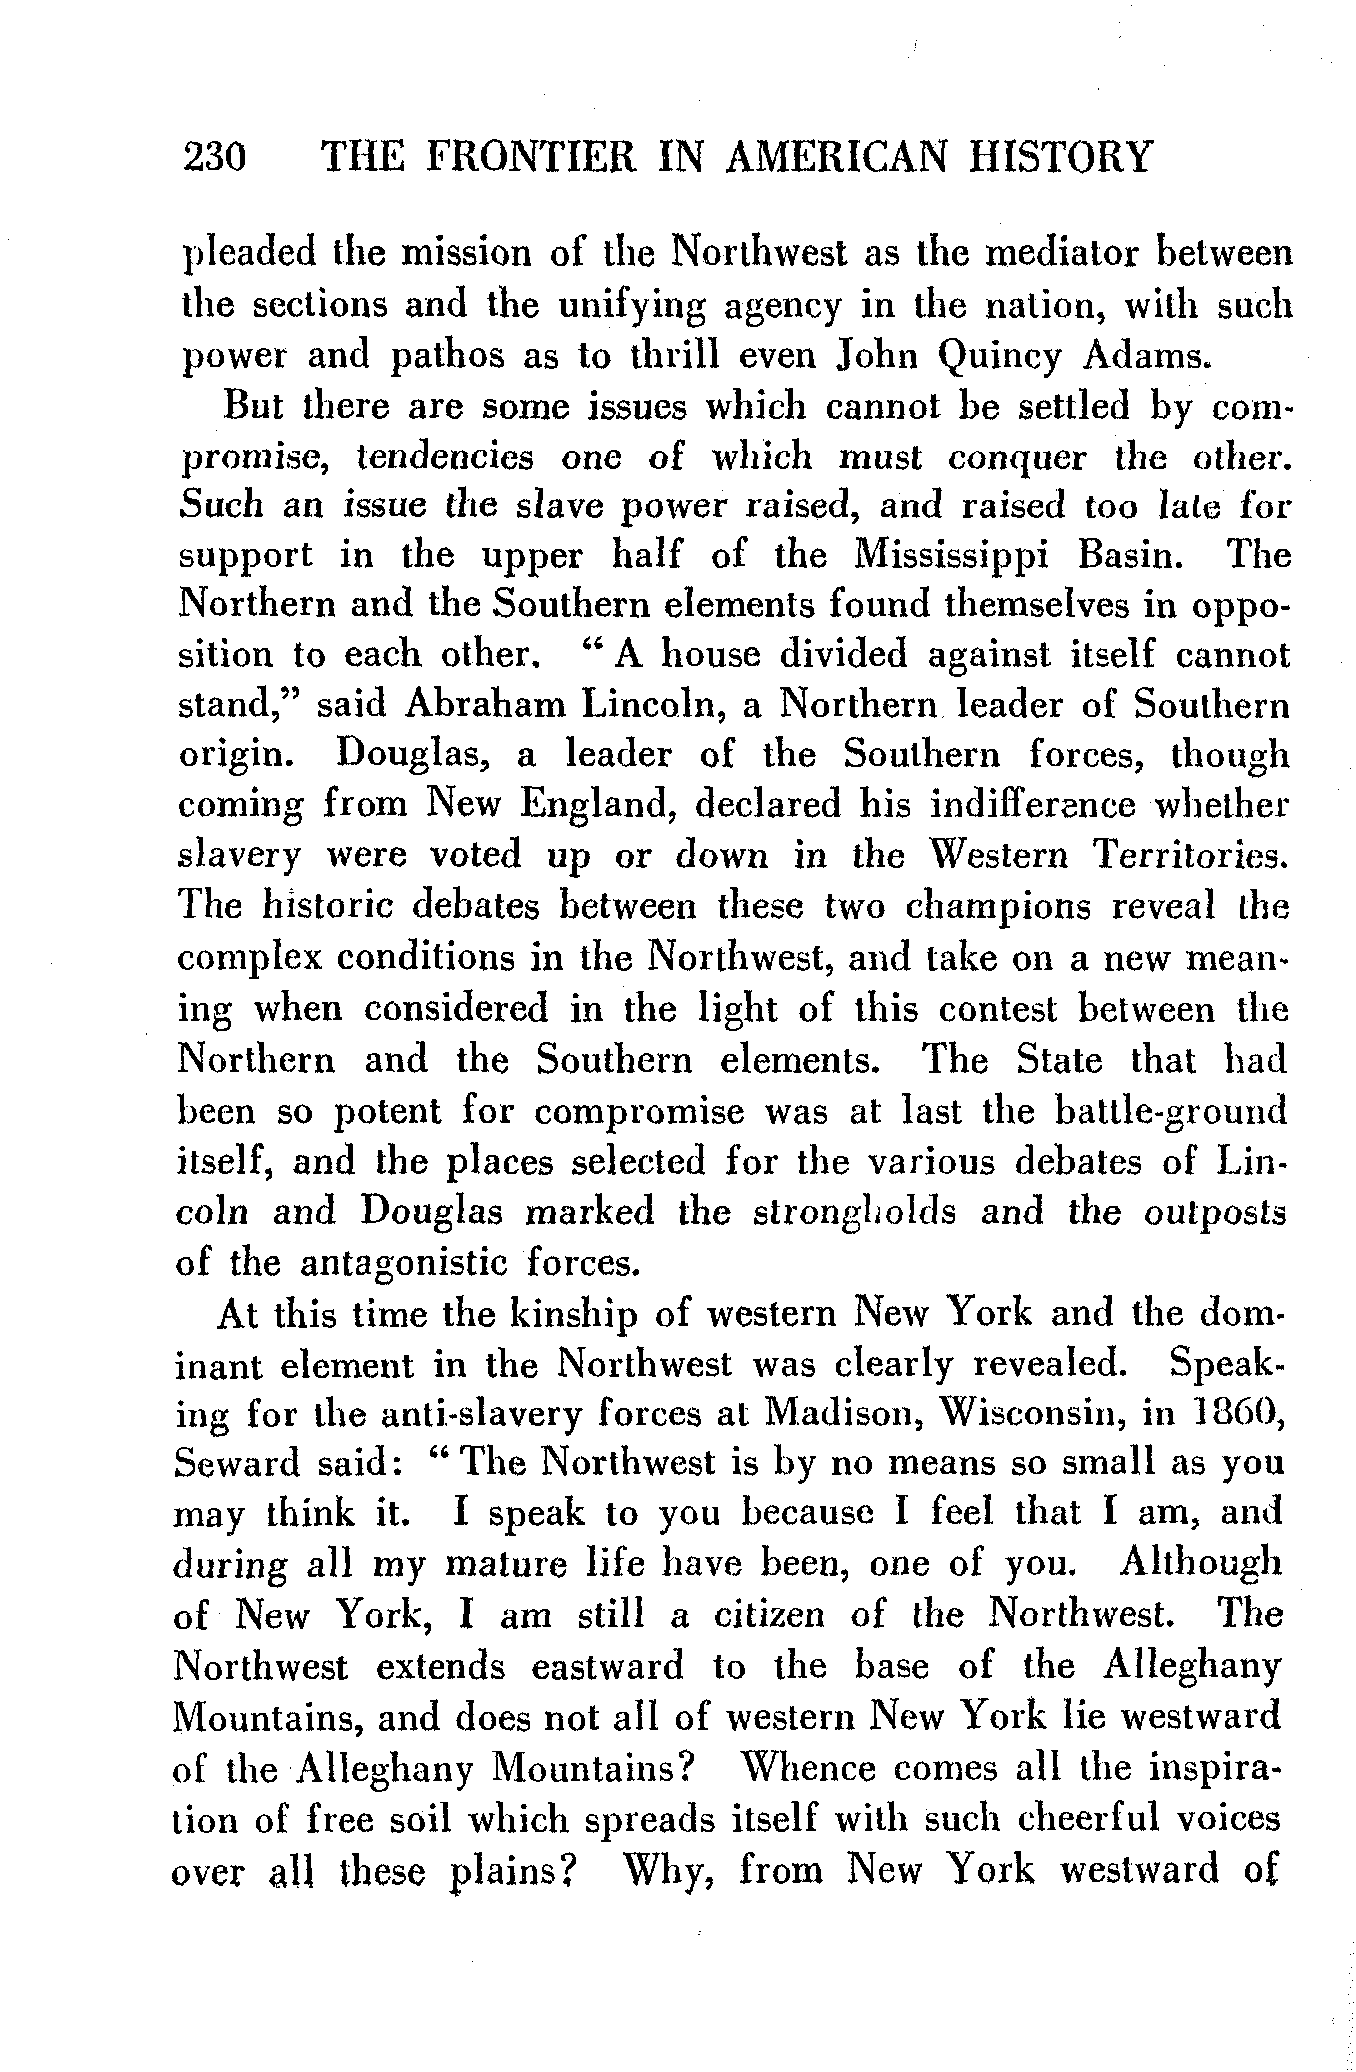 230 THE FRONTIER IN AMERICAN HISTORY
pleaded the mission of the Northwest as the mediator between
the sections and the unifying agency in the nation, with such
power and pathos as to thrill even John Quincy Adams.
But there are some issues which cannot be settled by com-
promise, tendencies one of which must conquer the other.
Such an issue the slave power raised, and raised too late for
support in the upper half of the Mississippi Basin. The
Northern and the Southern elements found themselves in oppo-
sition to each other. “ A house divided against itself cannot
stand,” said Abraham Lincoln, a Northern leader of Southern
origin. Douglas, a leader of the Southern forces, though
coming from New England, declared his indifference whether
slavery were voted up or down in the Western Territories.
The historic debates between these two champions reveal the
complex conditions in the Northwest, and take on a new mean-
ing when considered in the light of this contest between the
Northern and the Southern elements. The State that had
been so potent for compromise was at last the battle-ground
itself, and the places selected for the various debates of Lin-
coln and Douglas marked the strongholds and the outposts
of the antagonistic forces.
At this time the kinship of western New York and the dom-
inant element in the Northwest was clearly revealed. Speak-
ing for the anti-slavery forces at Madison, Wisconsin, in 1860,
Seward said: “ The Northwest is by no means so small as you
may think it. I speak to you because I feel that I am, and
during all my mature life have been, one of you. Although
of New York, I am still a citizen of the Northwest. The
Northwest extends eastward to the base of the Alleghany
Mountains, and does not all of western New York lie westward
of the Alleghany Mountains? Whence comes all the inspira-
tion of free soil which spreads itself with such cheerful voices
over all these plains? Why, from New York westward of